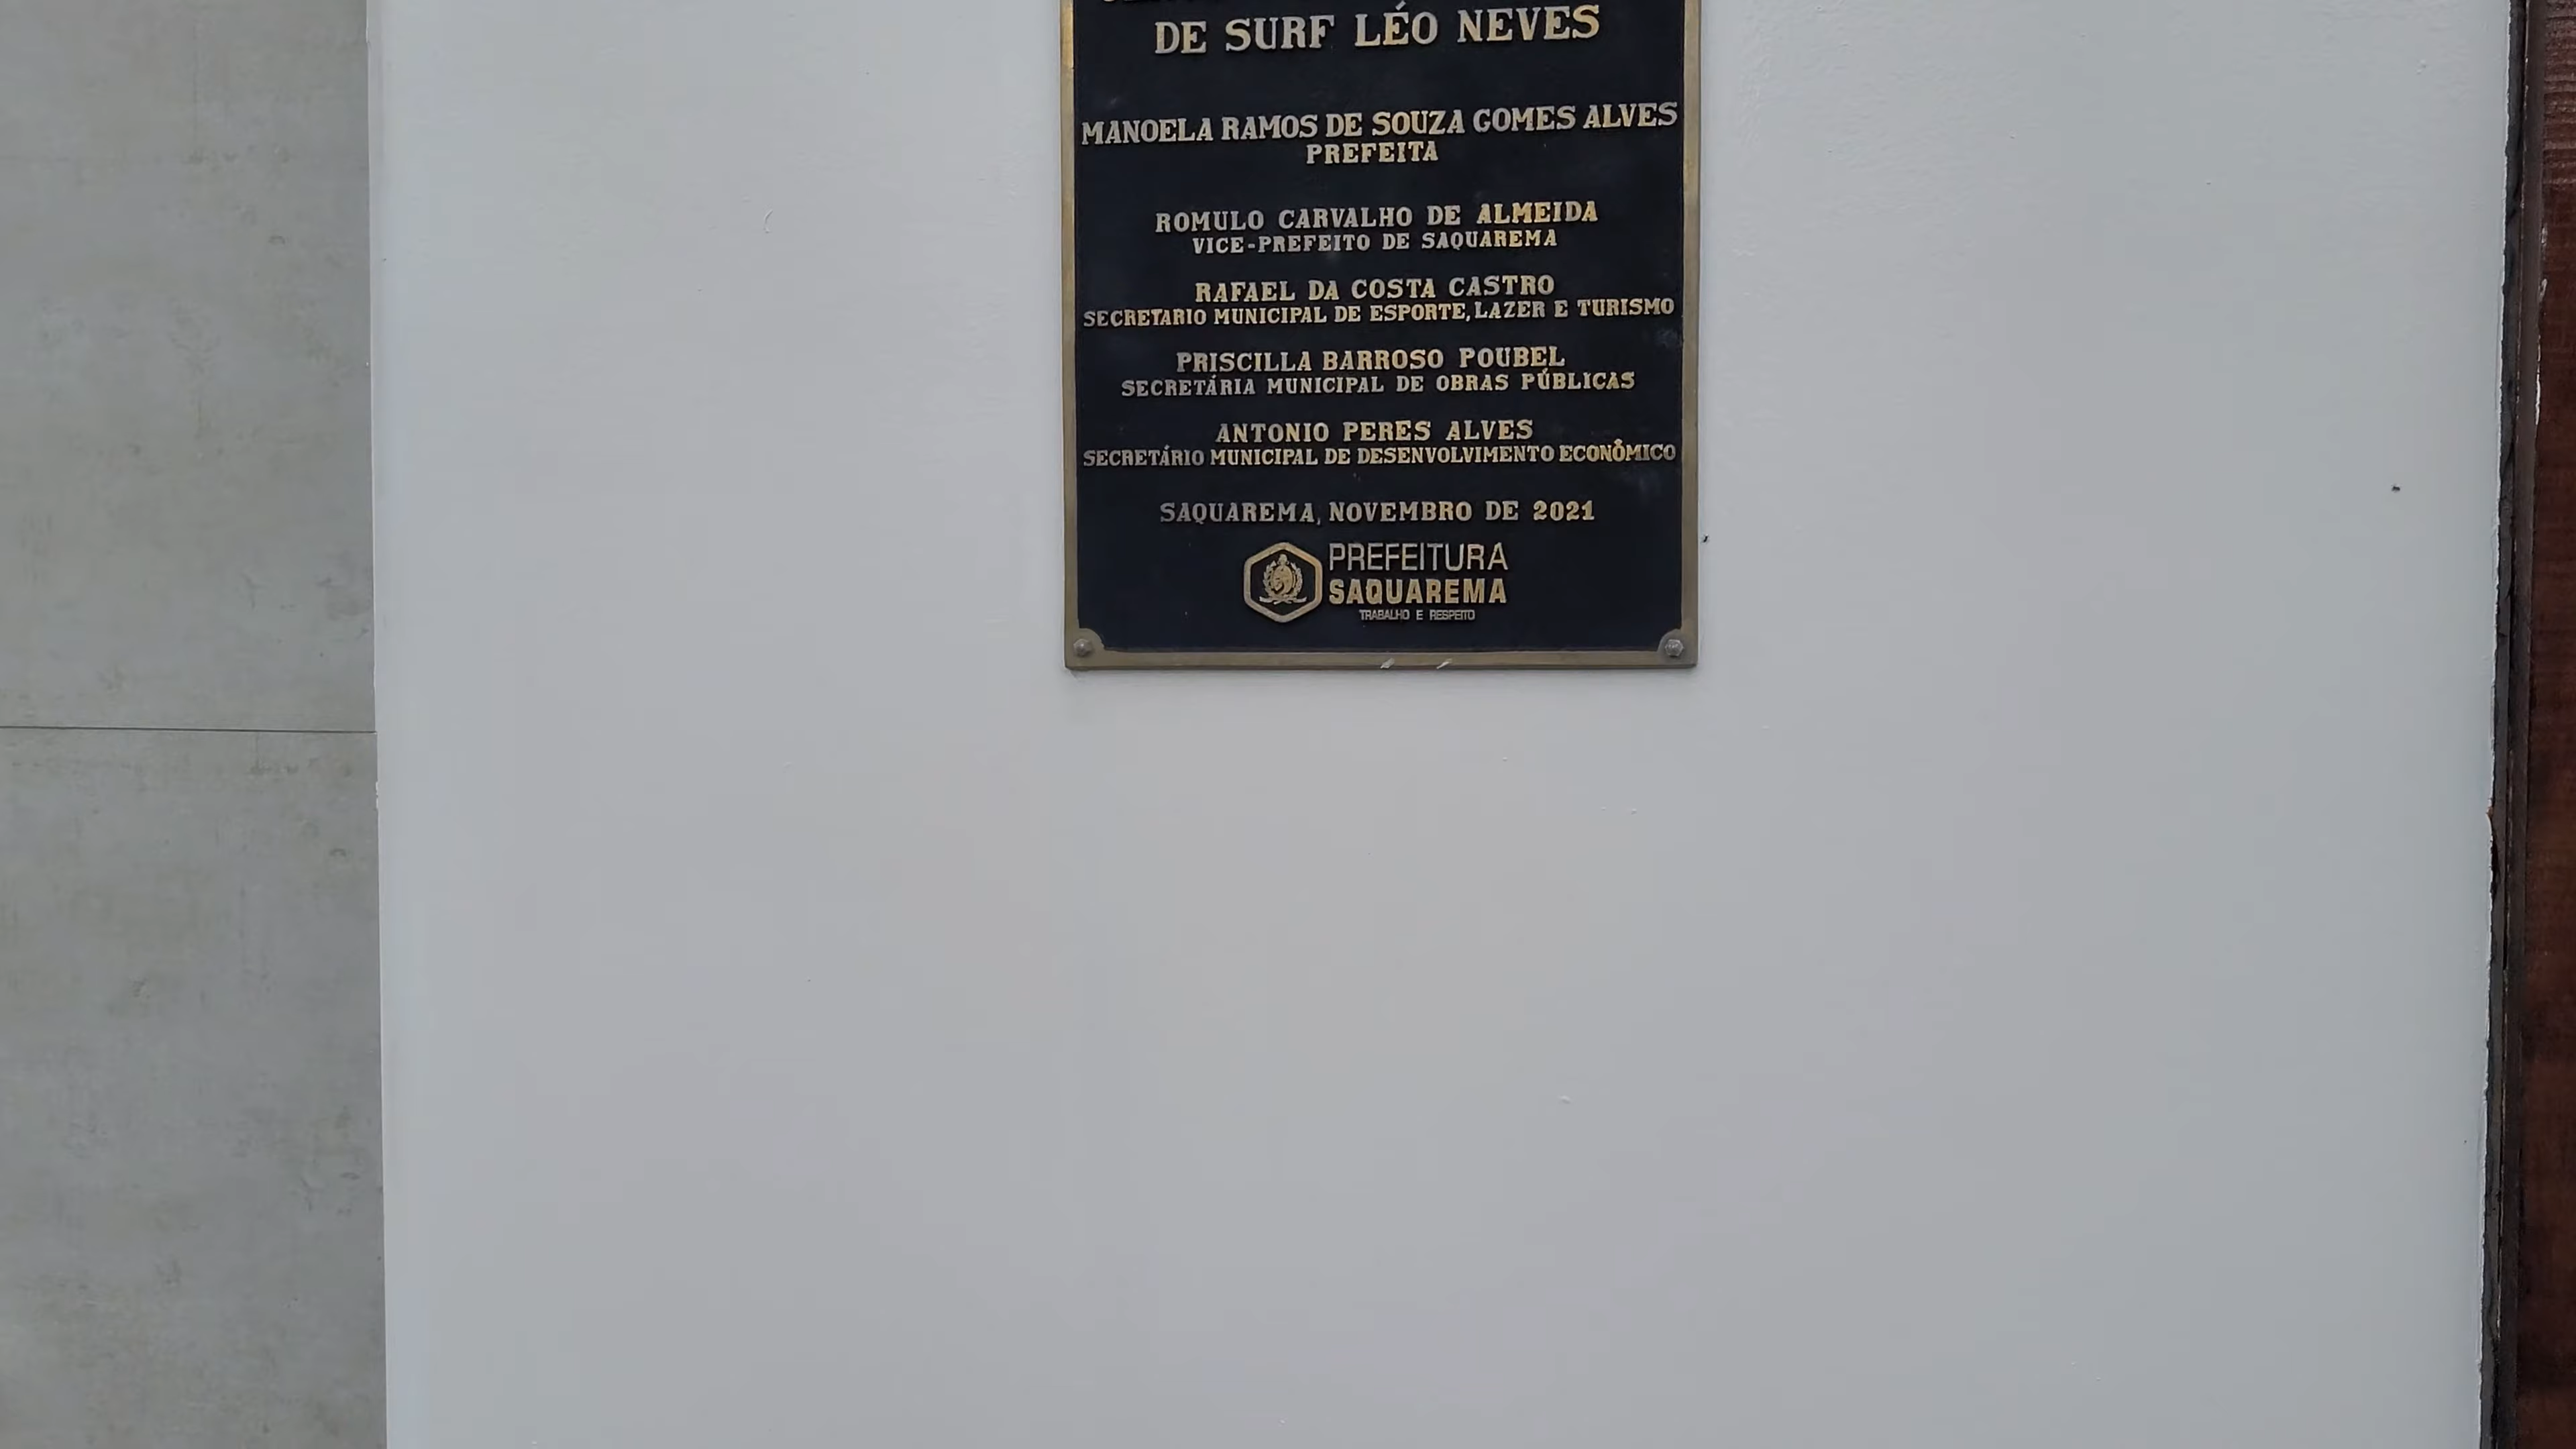 DE SURF LÉO NEVES
MANOELA RAMOS DE SOUZA GOMES ALVES
PREFEITA
ROMULO CARVALHO DE ALMEIDA
VICE-PREFEITO DE SAQUAREMA
RAFAEL DA COSTA CASTRO
SECRETARIO MUNICIPAL DE ESPORTE, LAZER E TURISMO
PRISCILLA BARROSO POUBEL
SECRETÁRIA MUNICIPAL DE OBRAS PÚBLICAS
ANTONIO PERES ALVES
SECRETÁRIO MUNICIPAL DE DESENVOLVIMENTO ECONÔMICO
SAQUAREMA, NOVEMBRO DE 2021
PREFEITURA
SAQUAREMA
TRABALHO E RESPEITO